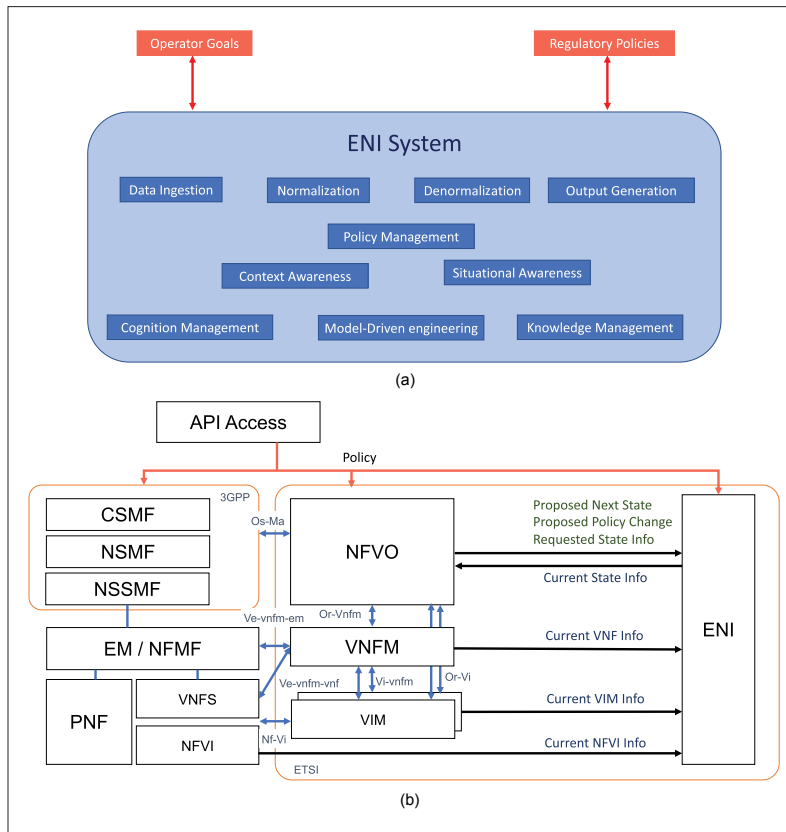 Operator Goals
Regulatory Policies
ENI System
Data Ingestion
Normalization
Denormalization
Output Generation
Policy Management
Context Awareness
Situational Awareness
Cognition Management
Model-Driven engineering
Knowledge Management
(a)
API Access
Policy
3GPP
CSMF
NSMF
NSSMF
Os-Ma
NFVO
Proposed Next State
Proposed Policy Change
Requested State Info
Current State Info
ENI
Or-Vnfm
Ve-vnfm-em
EM / NFMF
VNFM
Current VNF Info
Ve-vnfm-vnf
Vi-vnfm
Or-Vi
PNF
VNFS
VIM
Current VIM Info
Nf-Vi
NFVI
Current NFVI Info
ETSI
(b)